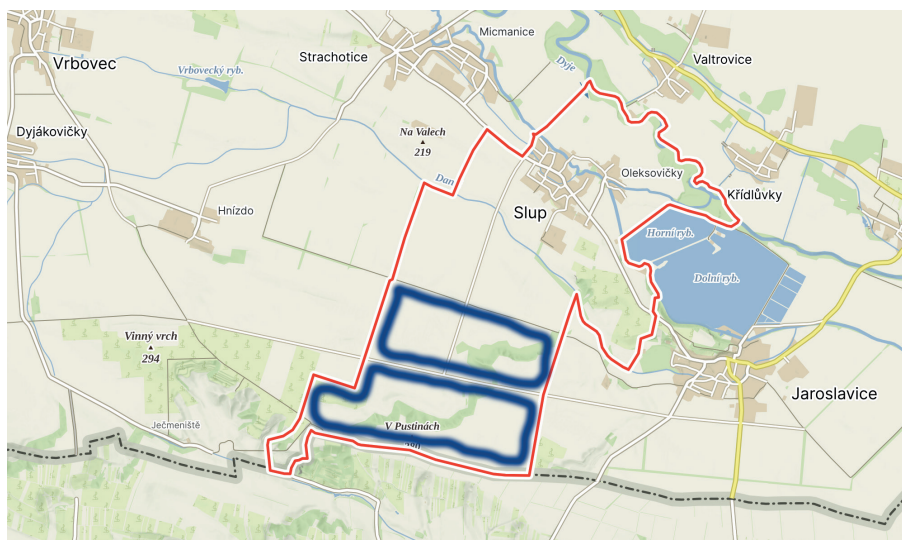 Micmanice
Strachotice
Dyje
Valtrovice
Vrbovec
Vrbovecký ryb.
Dyjákovičky
Na Valech
219
Oleksovičky
Dan
Křídlůvky
Hnízdo
Slup
Horní ryb.
Dolní ryb.
Vinný vrch
294
Jaroslavice
Ječmeniště
V Pustinách